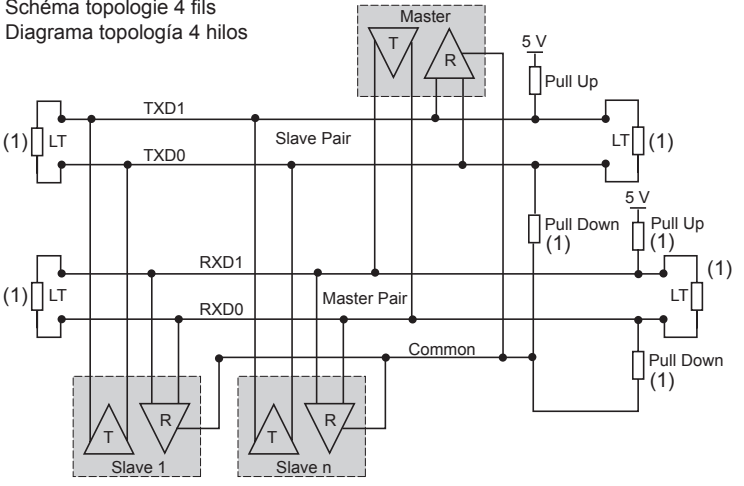 Schéma topologie 4 fils
Diagrama topología 4 hilos
Master
T
R
5 V
Pull Up
TXD1
(1)
LT
Slave Pair
LT
(1)
TXD0
5 V
Pull Down
(1)
Pull Up
(1)
RXD1
(1)
(1)
LT
Master Pair
LT
RXD0
Common
Pull Down
(1)
T
R
T
R
Slave 1
Slave n